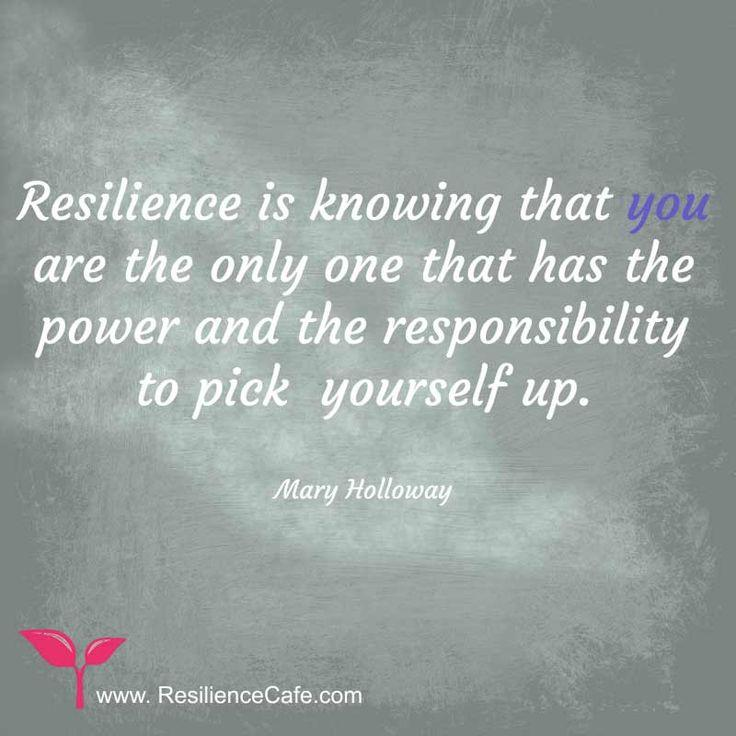 Resilience is knowing that you
are the only one that has the
power and the responsibility
to pick  yourself up.
Mary Holloway
www. ResilienceCafe.com